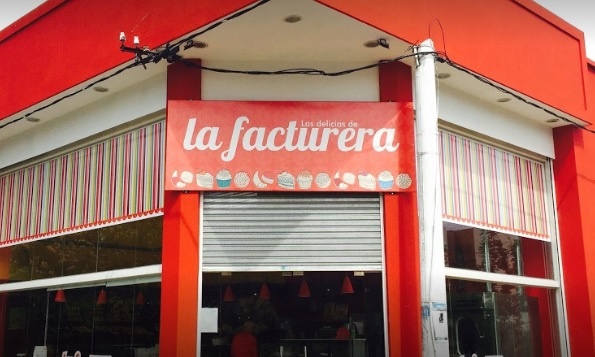 Las delicias de
la facturera